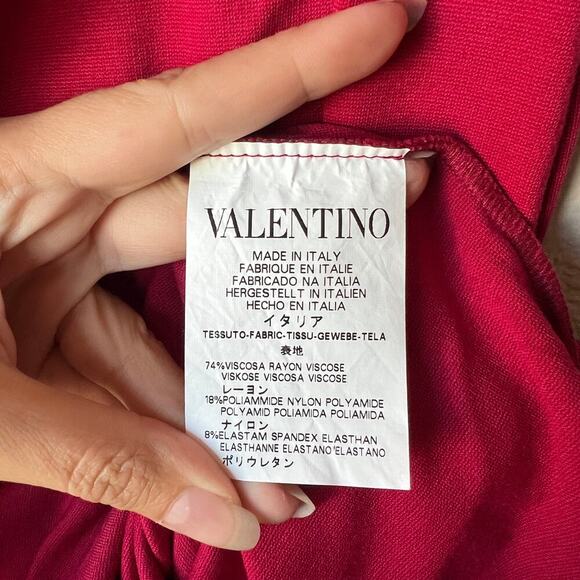 VALENTINO
MADE IN ITALY
FABRIQUE EN ITALIE
FABRICADO NA ITALIA
HERGESTELLT IN ITALIEN
HECHO EN ITALIA
イタリア
TESSUTO-FABRIC-TISSU-GEWEBE-TELA
表地
74%VISCOSA RAYON VISCOSE
VISKOSE VISCOSA VISCOSE
レーヨン
18%POLIAMMIDE NYLON POLYAMIDE
POLYAMID POLIAMIDA POLIAMIDA
ナイロン
8%ELASTAM SPANDEX ELASTHAN
ELASTHANNE ELASTANO'ELASTANO
ポリウレタン